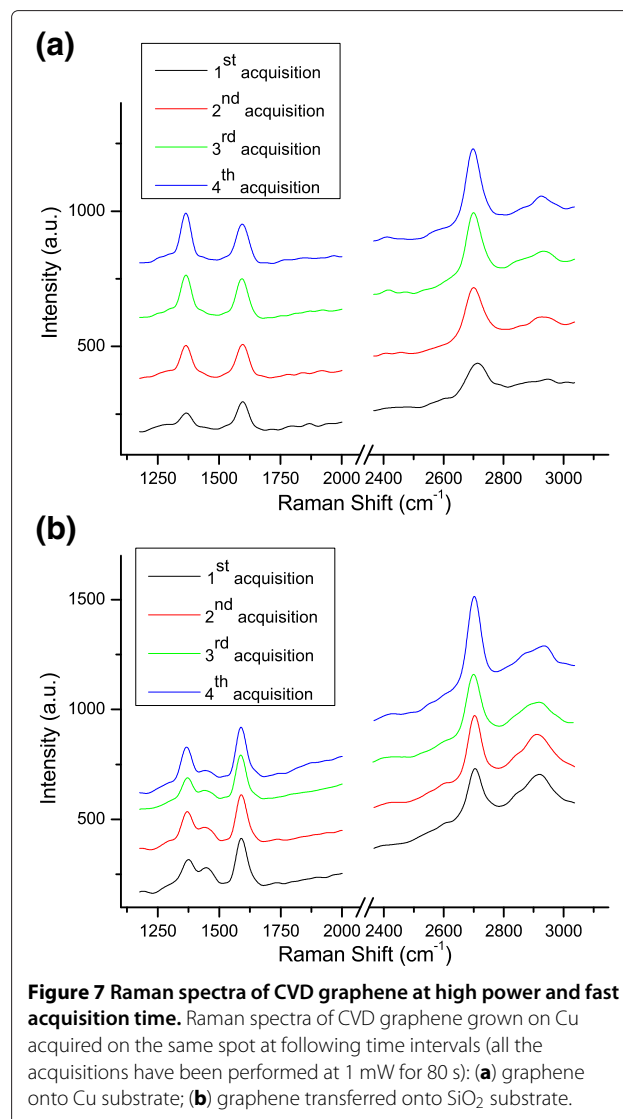 (a)
1st acquisition
2nd acquisition
3rd acquisition
4th acquisition
Intensity (a.u.)
1000
500
1250 1500 1750 2000 2400 2600 2800 3000
Raman Shift (cm-1)
(b)
1st acquisition
2nd acquisition
3rd acquisition
4th acquisition
Intensity (a.u.)
1500
1000
500
1250 1500 1750 2000 2400 2600 2800 3000
Raman Shift (cm-1)
Figure 7 Raman spectra of CVD graphene at high power and fast
acquisition time. Raman spectra of CVD graphene grown on Cu
acquired on the same spot at following time intervals (all the
acquisitions have been performed at 1 mW for 80 s): (a) graphene
onto Cu substrate; (b) graphene transferred onto SiO2 substrate.